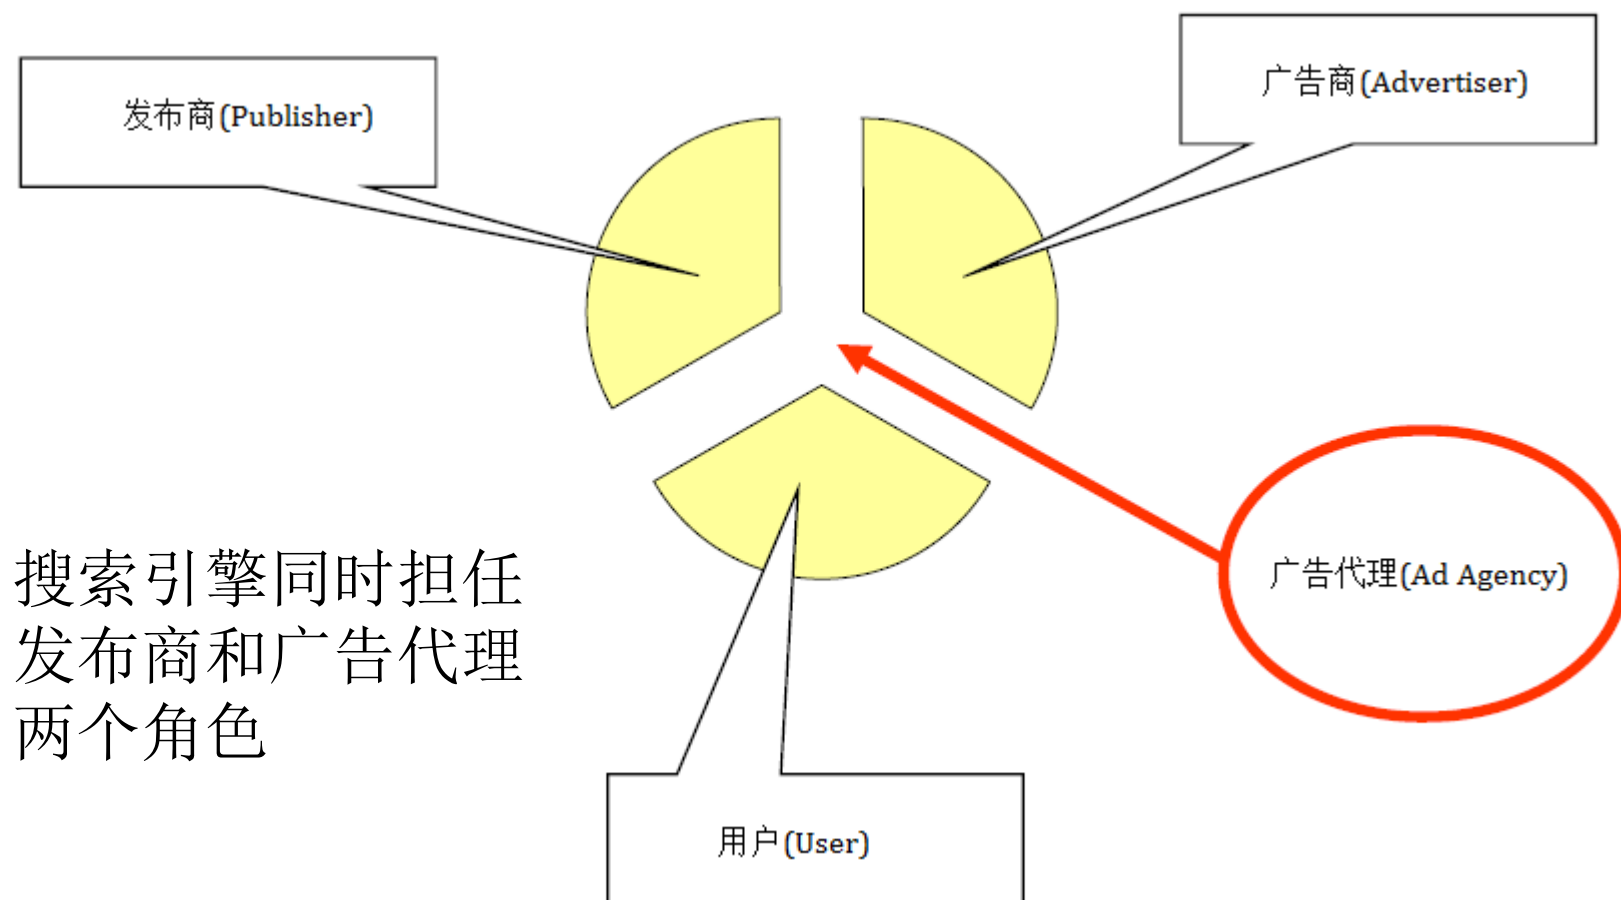 发布商(Publisher)
广告商(Advertiser)
广告代理(Ad Agency)
搜索引擎同时担任
发布商和广告代理
两个角色
用户(User)